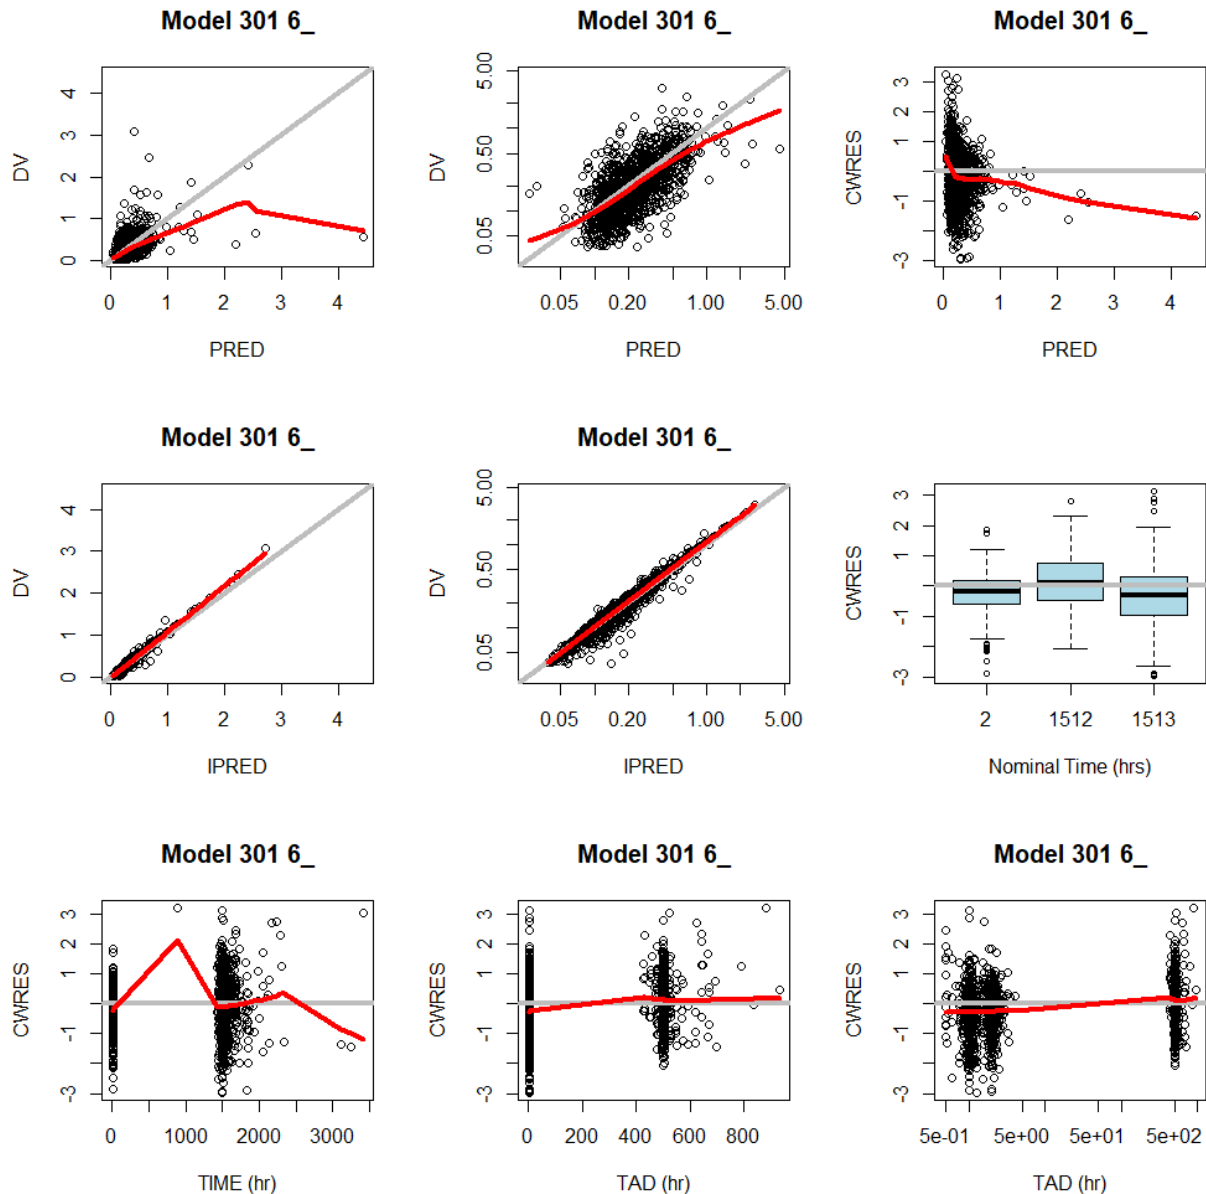 Model 301 6_
DV
4
3
2
1
0
0 1 2 3 4
PRED
Model 301 6_
DV
5.00
0.50
0.05
0.05 0.20 1.00 5.00
PRED
Model 301 6_
CWRES
3
1
-1
-3
0 1 2 3 4
PRED
Model 301 6_
DV
4
3
2
1
0
0 1 2 3 4
IPRED
Model 301 6_
DV
5.00
0.50
0.05
0.05 0.20 1.00 5.00
IPRED
CWRES
3
2
1
-1
-3
2 1512 1513
Nominal Time (hrs)
Model 301 6_
CWRES
3
2
1
-1
-3
0 1000 2000 3000
TIME (hr)
Model 301 6_
CWRES
3
2
1
-1
-3
0 200 400 600 800
TAD (hr)
Model 301 6_
CWRES
3
2
1
-1
-3
5e-01 5e+00 5e+01 5e+02
TAD (hr)